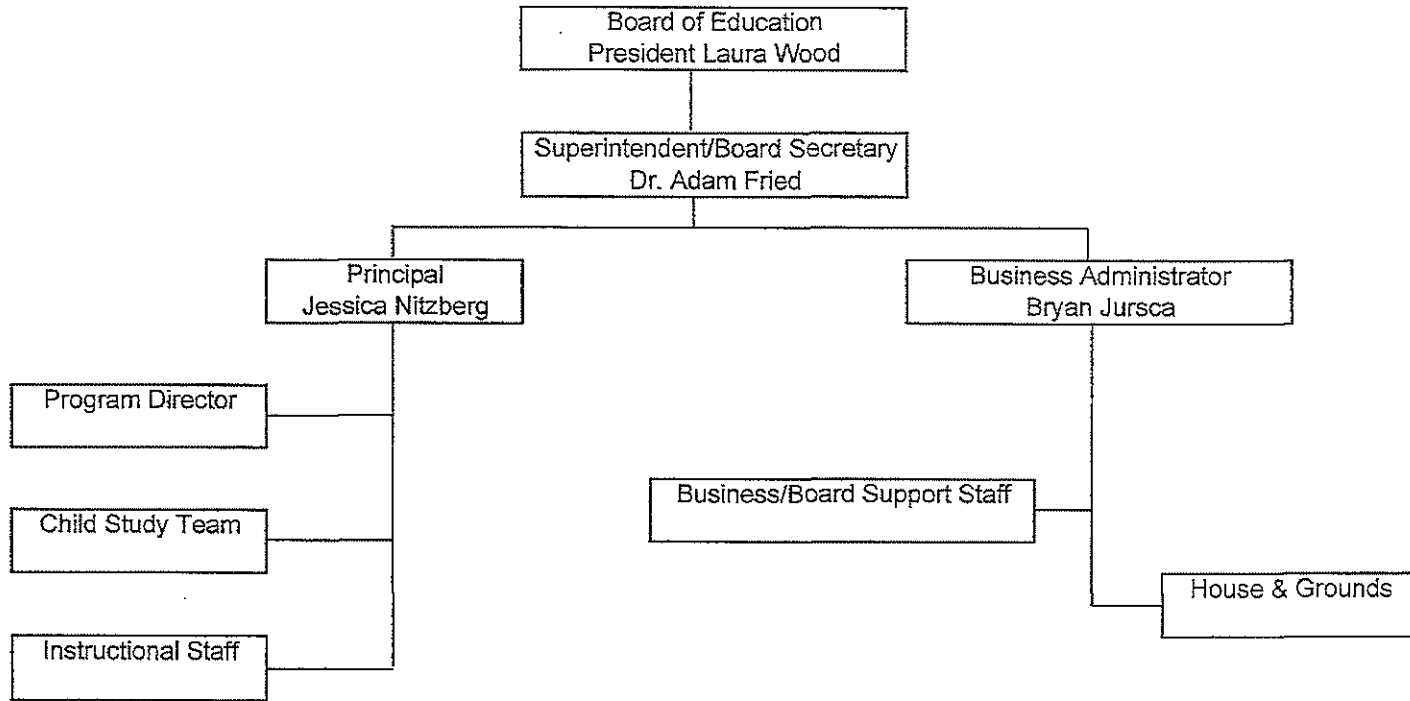 Board of Education
President Laura Wood
Superintendent/Board Secretary
Dr. Adam Fried
Principal
Jessica Nitzberg
Business Administrator
Bryan Jursca
Program Director
Child Study Team
Instructional Staff
Business/Board Support Staff
House & Grounds